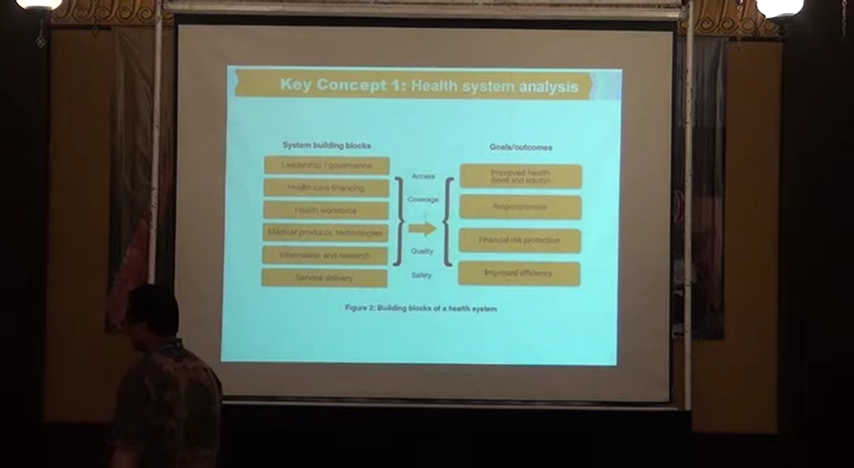 Key Concept 1: Health system analysis
System building blocks
Leadership / governance
Health care financing
Health workforce
Medical products, technologies
Information and research
Service delivery
Access
Coverage
Quality
Safety
Goals/outcomes
Improved health
(level and equity)
Responsiveness
Financial risk protection
Improved efficiency
Figure 2: Building blocks of a health system